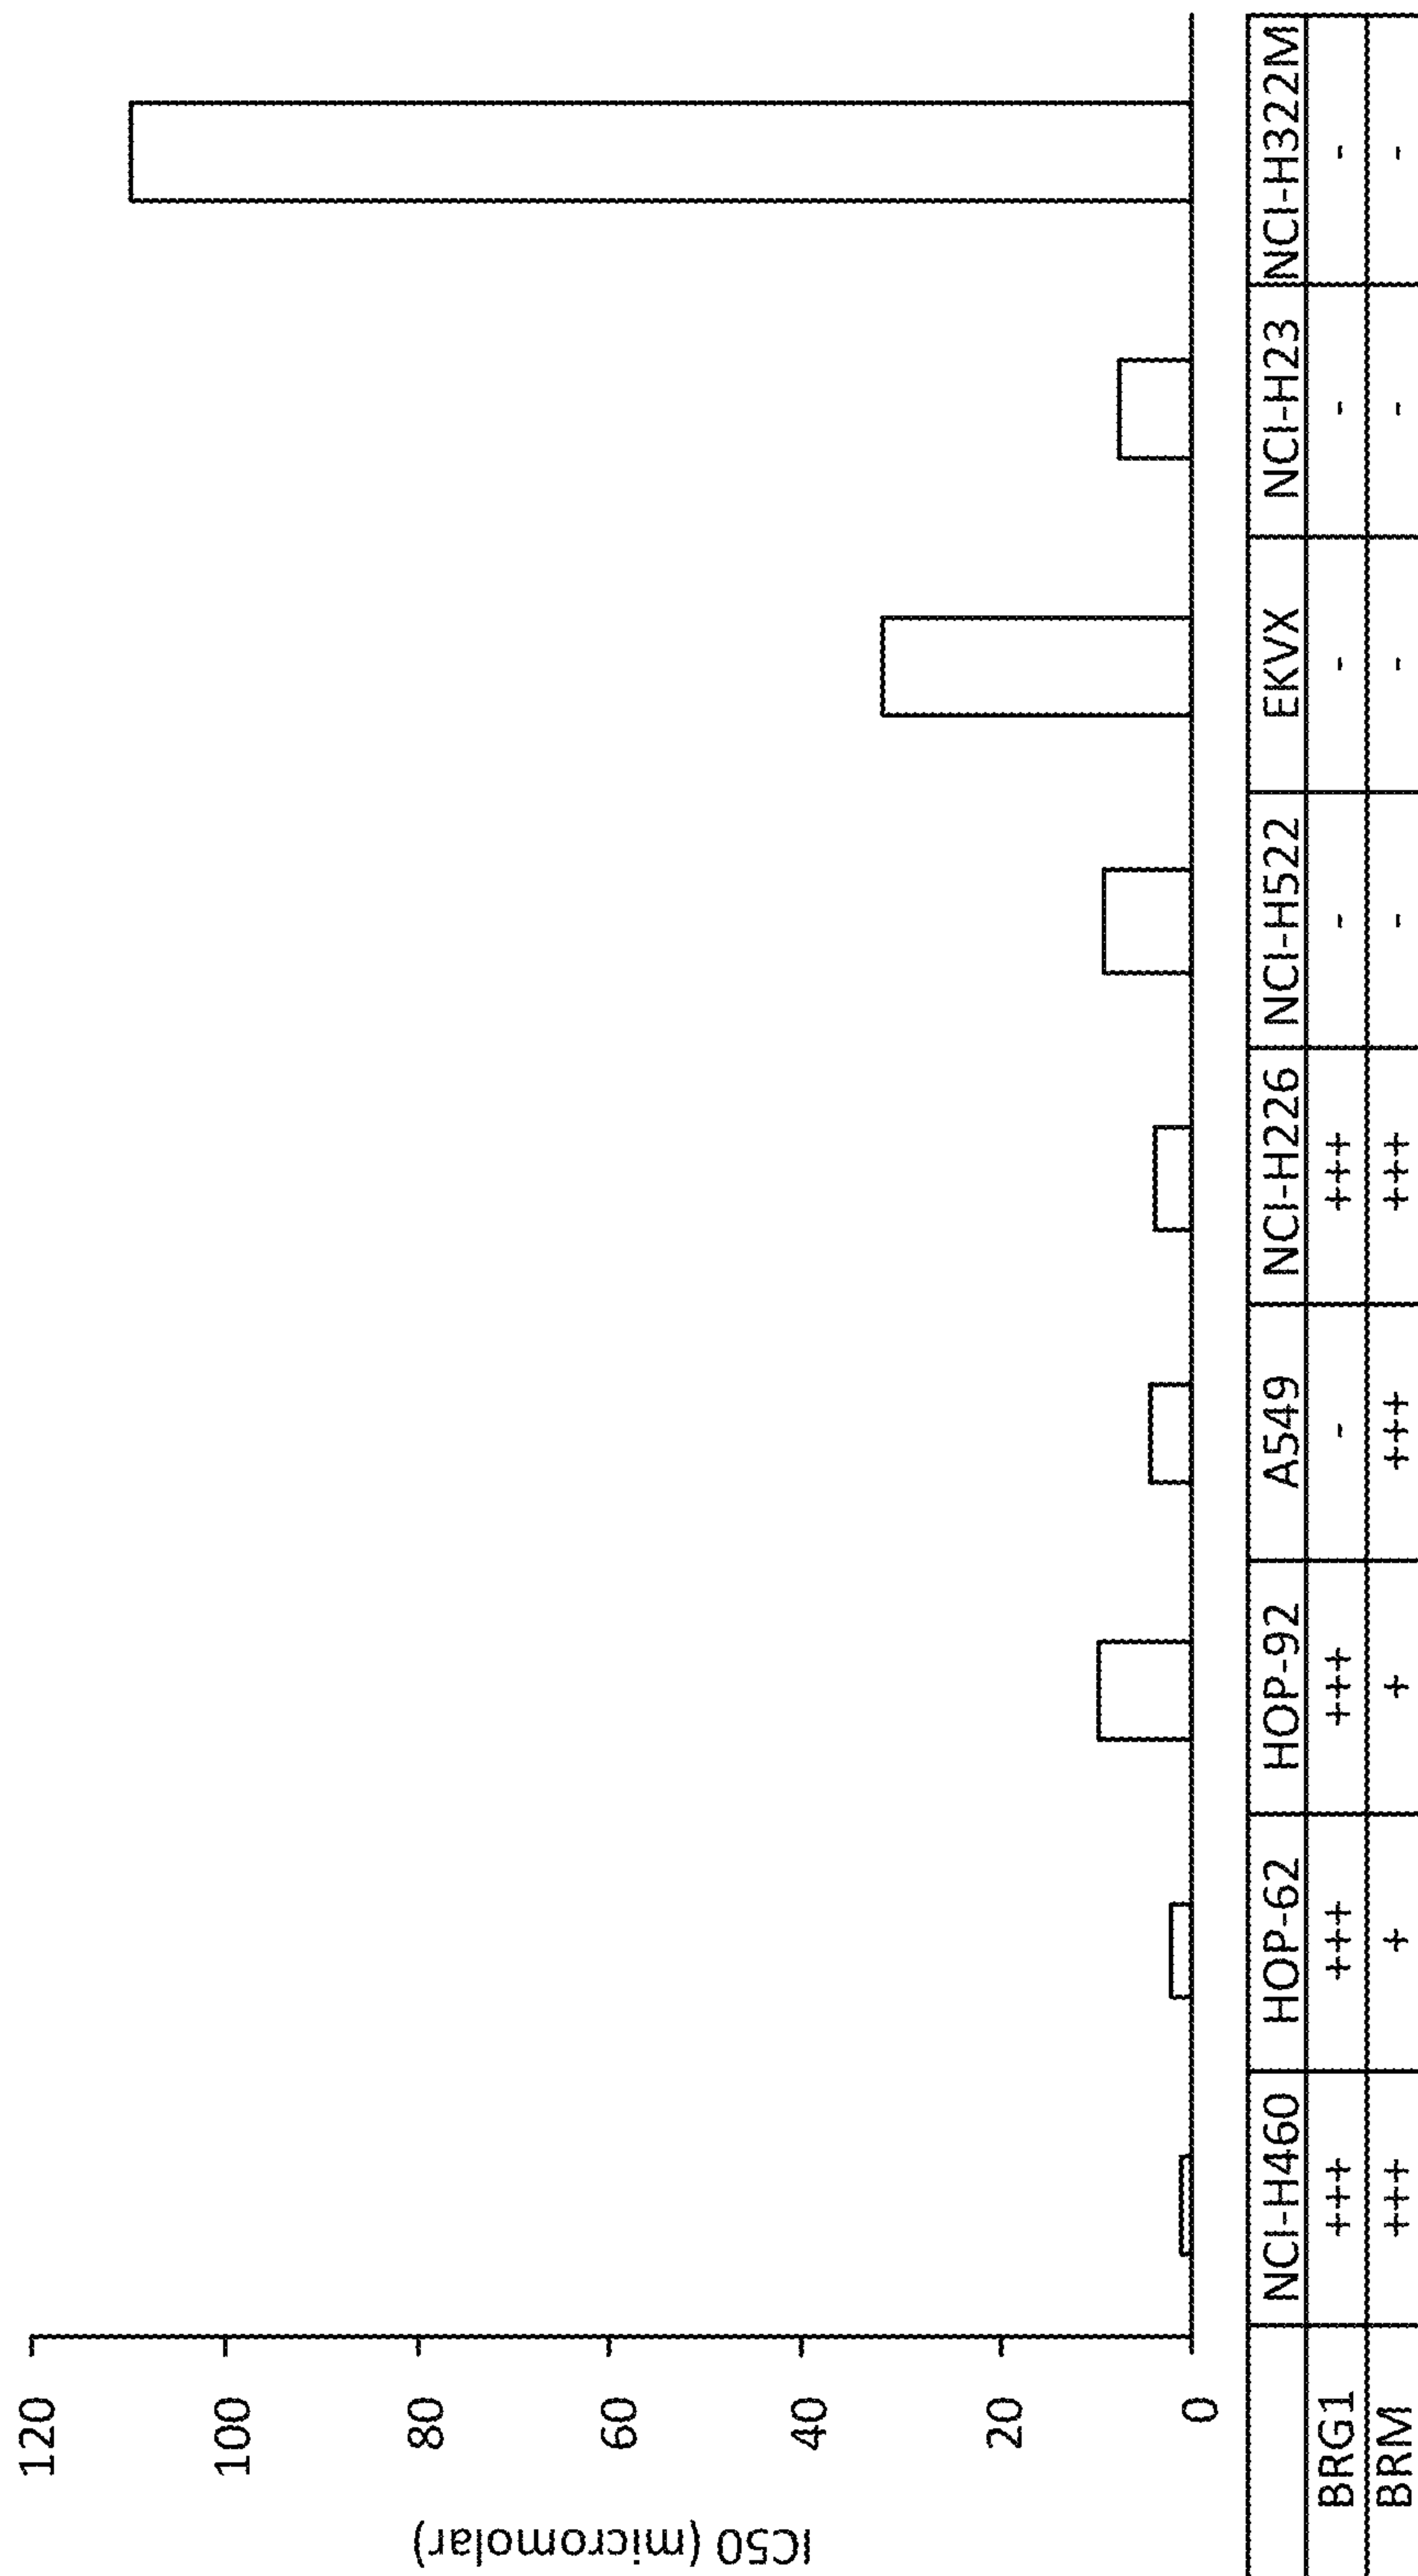 120
100
80
60
40
20
0
IC50 (micromolar)
NCI-H460 HOP-62 HOP-92 A549 NCI-H226 NCI-H522 EKVX NCI-H23 NCI-H322M
BRG1 +++ +++ +++ - +++ - - - -
BRM +++ + + +++ +++ - - - -